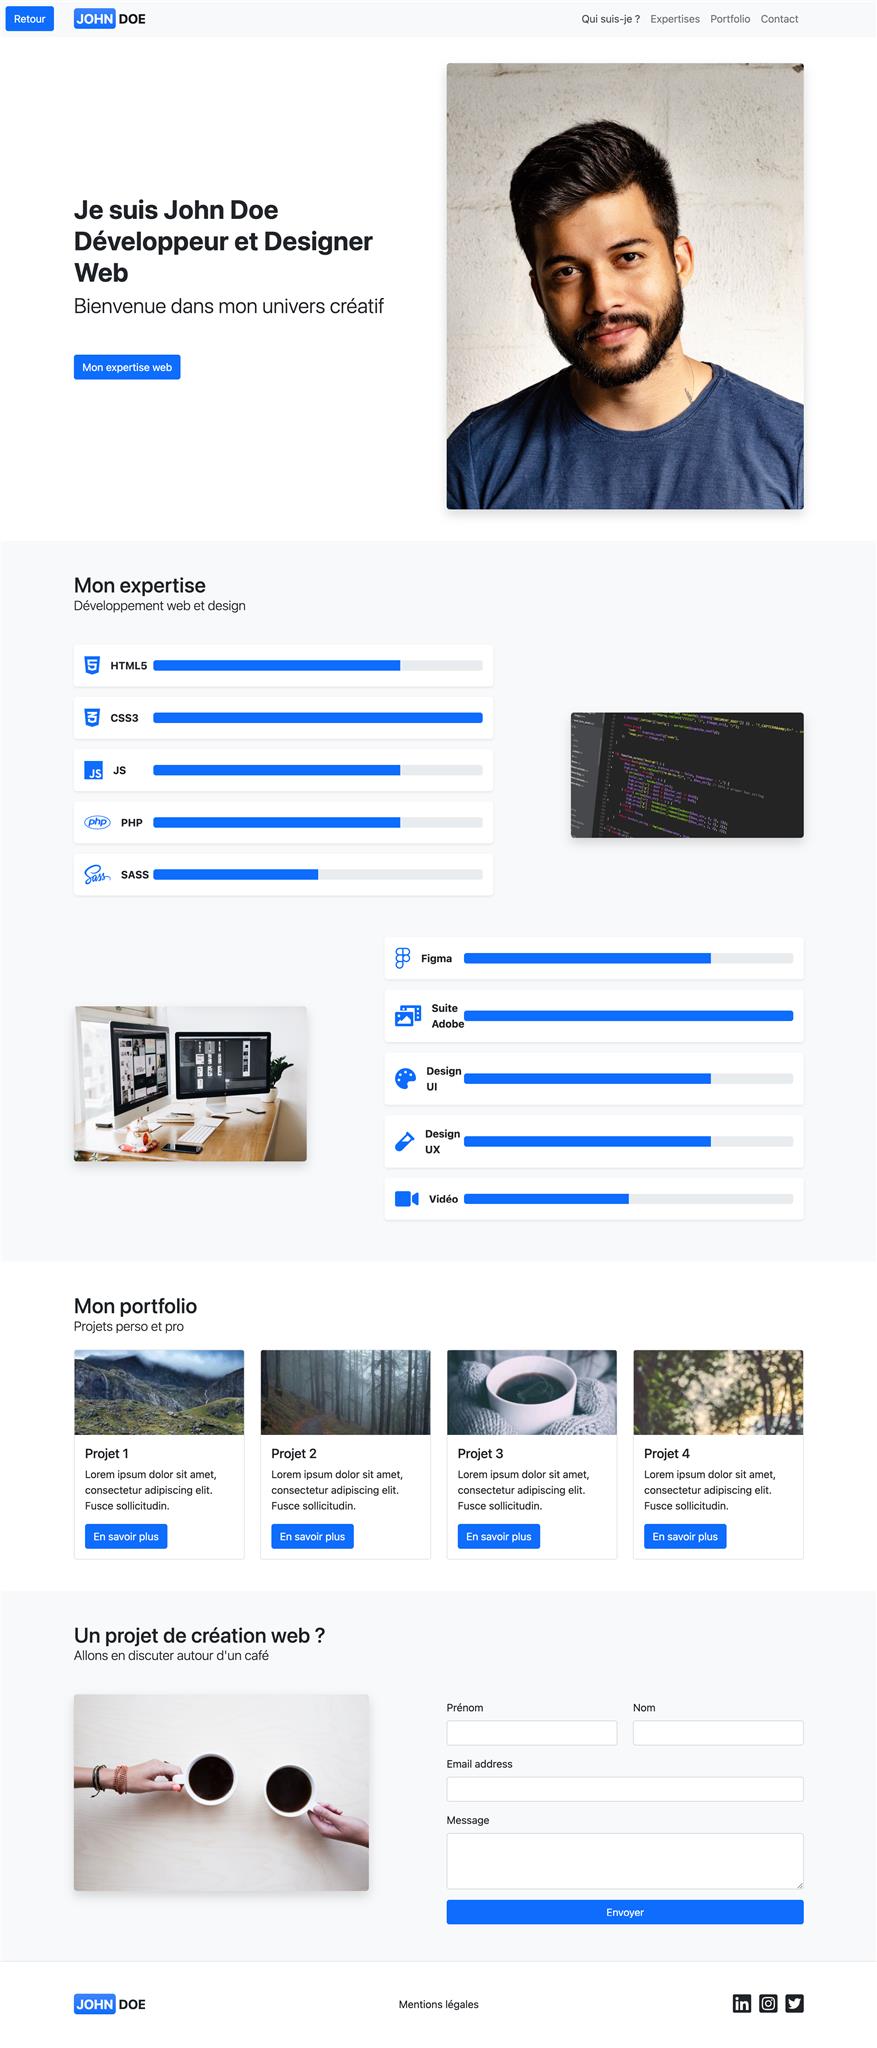 Retour
JOHN DOE
Qui suis-je ? Expertises Portfolio Contact
Je suis John Doe
Développeur et Designer
Web
Bienvenue dans mon univers créatif
Mon expertise web
Mon expertise
Développement web et design
HTML5
CSS3
JS JS
php PHP
Sass SASS
Figma
Suite
Adobe
Design
UI
Design
UX
Vidéo
Mon portfolio
Projets perso et pro
Projet 1
Lorem ipsum dolor sit amet,
consectetur adipiscing elit.
Fusce sollicitudin.
En savoir plus
Projet 2
Lorem ipsum dolor sit amet,
consectetur adipiscing elit.
Fusce sollicitudin.
En savoir plus
Projet 3
Lorem ipsum dolor sit amet,
consectetur adipiscing elit.
Fusce sollicitudin.
En savoir plus
Projet 4
Lorem ipsum dolor sit amet,
consectetur adipiscing elit.
Fusce sollicitudin.
En savoir plus
Un projet de création web ?
Allons en discuter autour d'un café
Prénom Nom
Email address
Message
Envoyer
JOHN DOE
Mentions légales
in